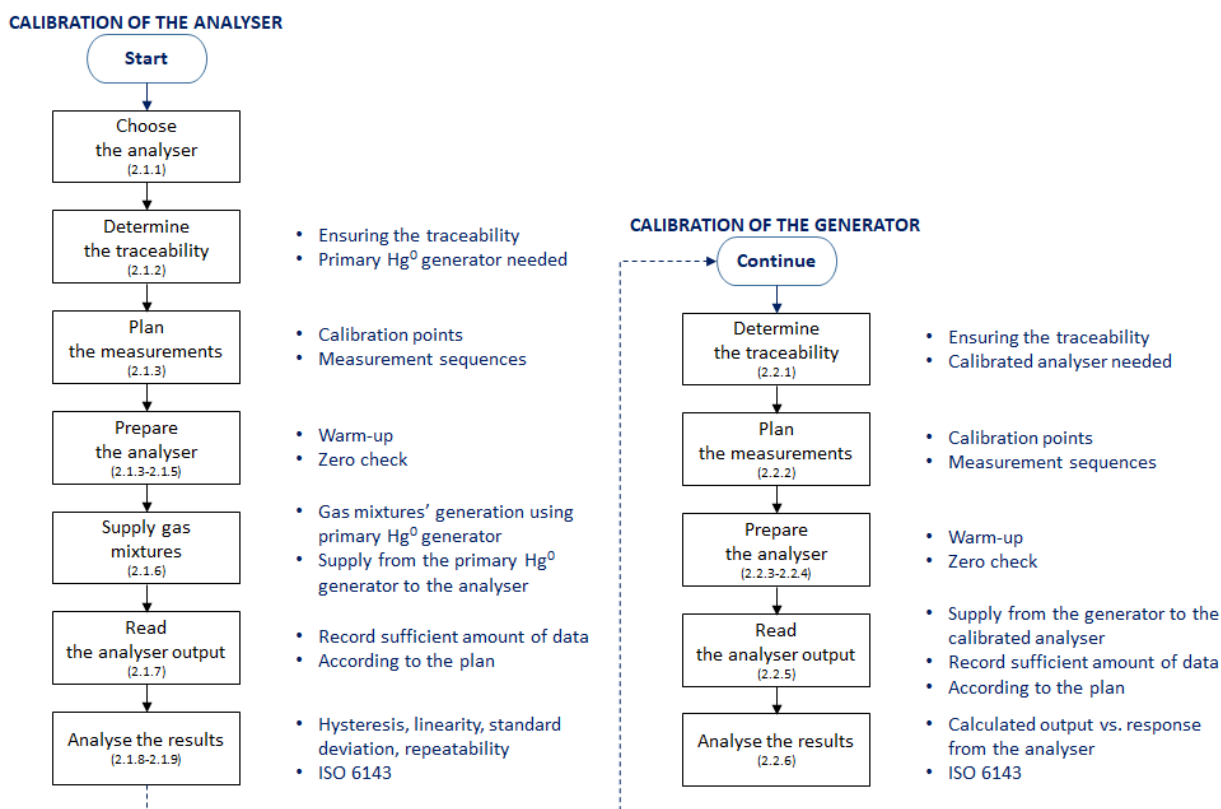 CALIBRATION OF THE ANALYSER
Start
Choose
the analyser
(2.1.1)
Determine
the traceability
(2.1.2)
• Ensuring the traceability
• Primary Hg⁰ generator needed
Plan
the measurements
(2.1.3)
• Calibration points
• Measurement sequences
Prepare
the analyser
(2.1.3-2.1.5)
• Warm-up
• Zero check
Supply gas
mixtures
(2.1.6)
• Gas mixtures’ generation using
primary Hg⁰ generator
• Supply from the primary Hg⁰
generator to the analyser
Read
the analyser output
(2.1.7)
• Record sufficient amount of data
• According to the plan
Analyse the results
(2.1.8-2.1.9)
• Hysteresis, linearity, standard
deviation, repeatability
• ISO 6143
CALIBRATION OF THE GENERATOR
Continue
Determine
the traceability
(2.2.1)
• Ensuring the traceability
• Calibrated analyser needed
Plan
the measurements
(2.2.2)
• Calibration points
• Measurement sequences
Prepare
the analyser
(2.2.3-2.2.4)
• Warm-up
• Zero check
Read
the analyser output
(2.2.5)
• Supply from the generator to the
calibrated analyser
• Record sufficient amount of data
• According to the plan
Analyse the results
(2.2.6)
• Calculated output vs. response
from the analyser
• ISO 6143